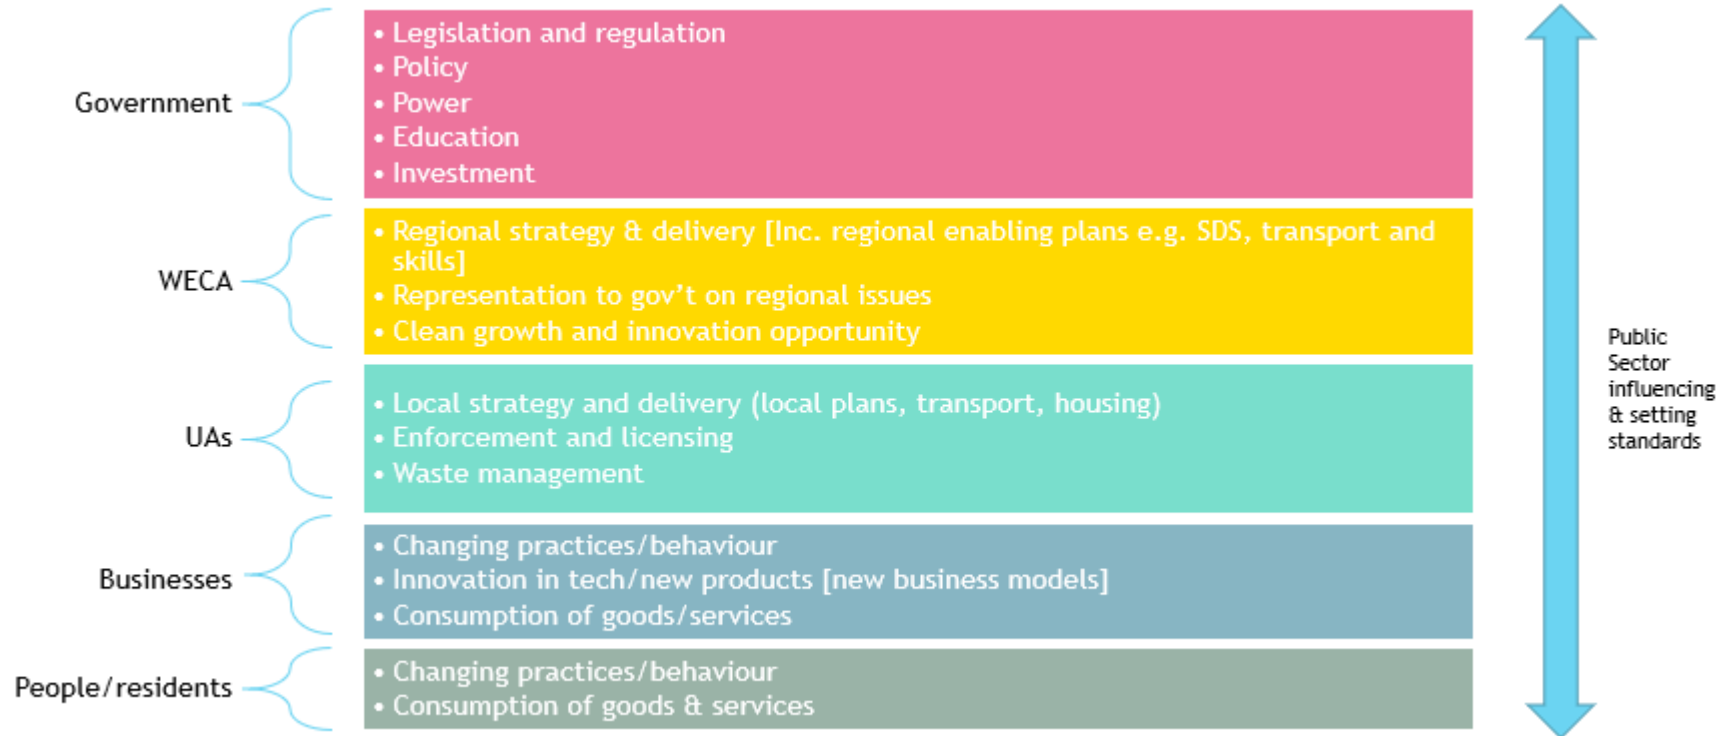 Government
• Legislation and regulation
• Policy
• Power
• Education
• Investment
WECA
• Regional strategy & delivery [Inc. regional enabling plans e.g. SDS, transport and
skills]
• Representation to gov't on regional issues
• Clean growth and innovation opportunity
UAs
• Local strategy and delivery (local plans, transport, housing)
• Enforcement and licensing
• Waste management
Businesses
• Changing practices/behaviour
• Innovation in tech/new products [new business models]
• Consumption of goods/services
People/residents
• Changing practices/behaviour
• Consumption of goods & services
Public
Sector
influencing
& setting
standards